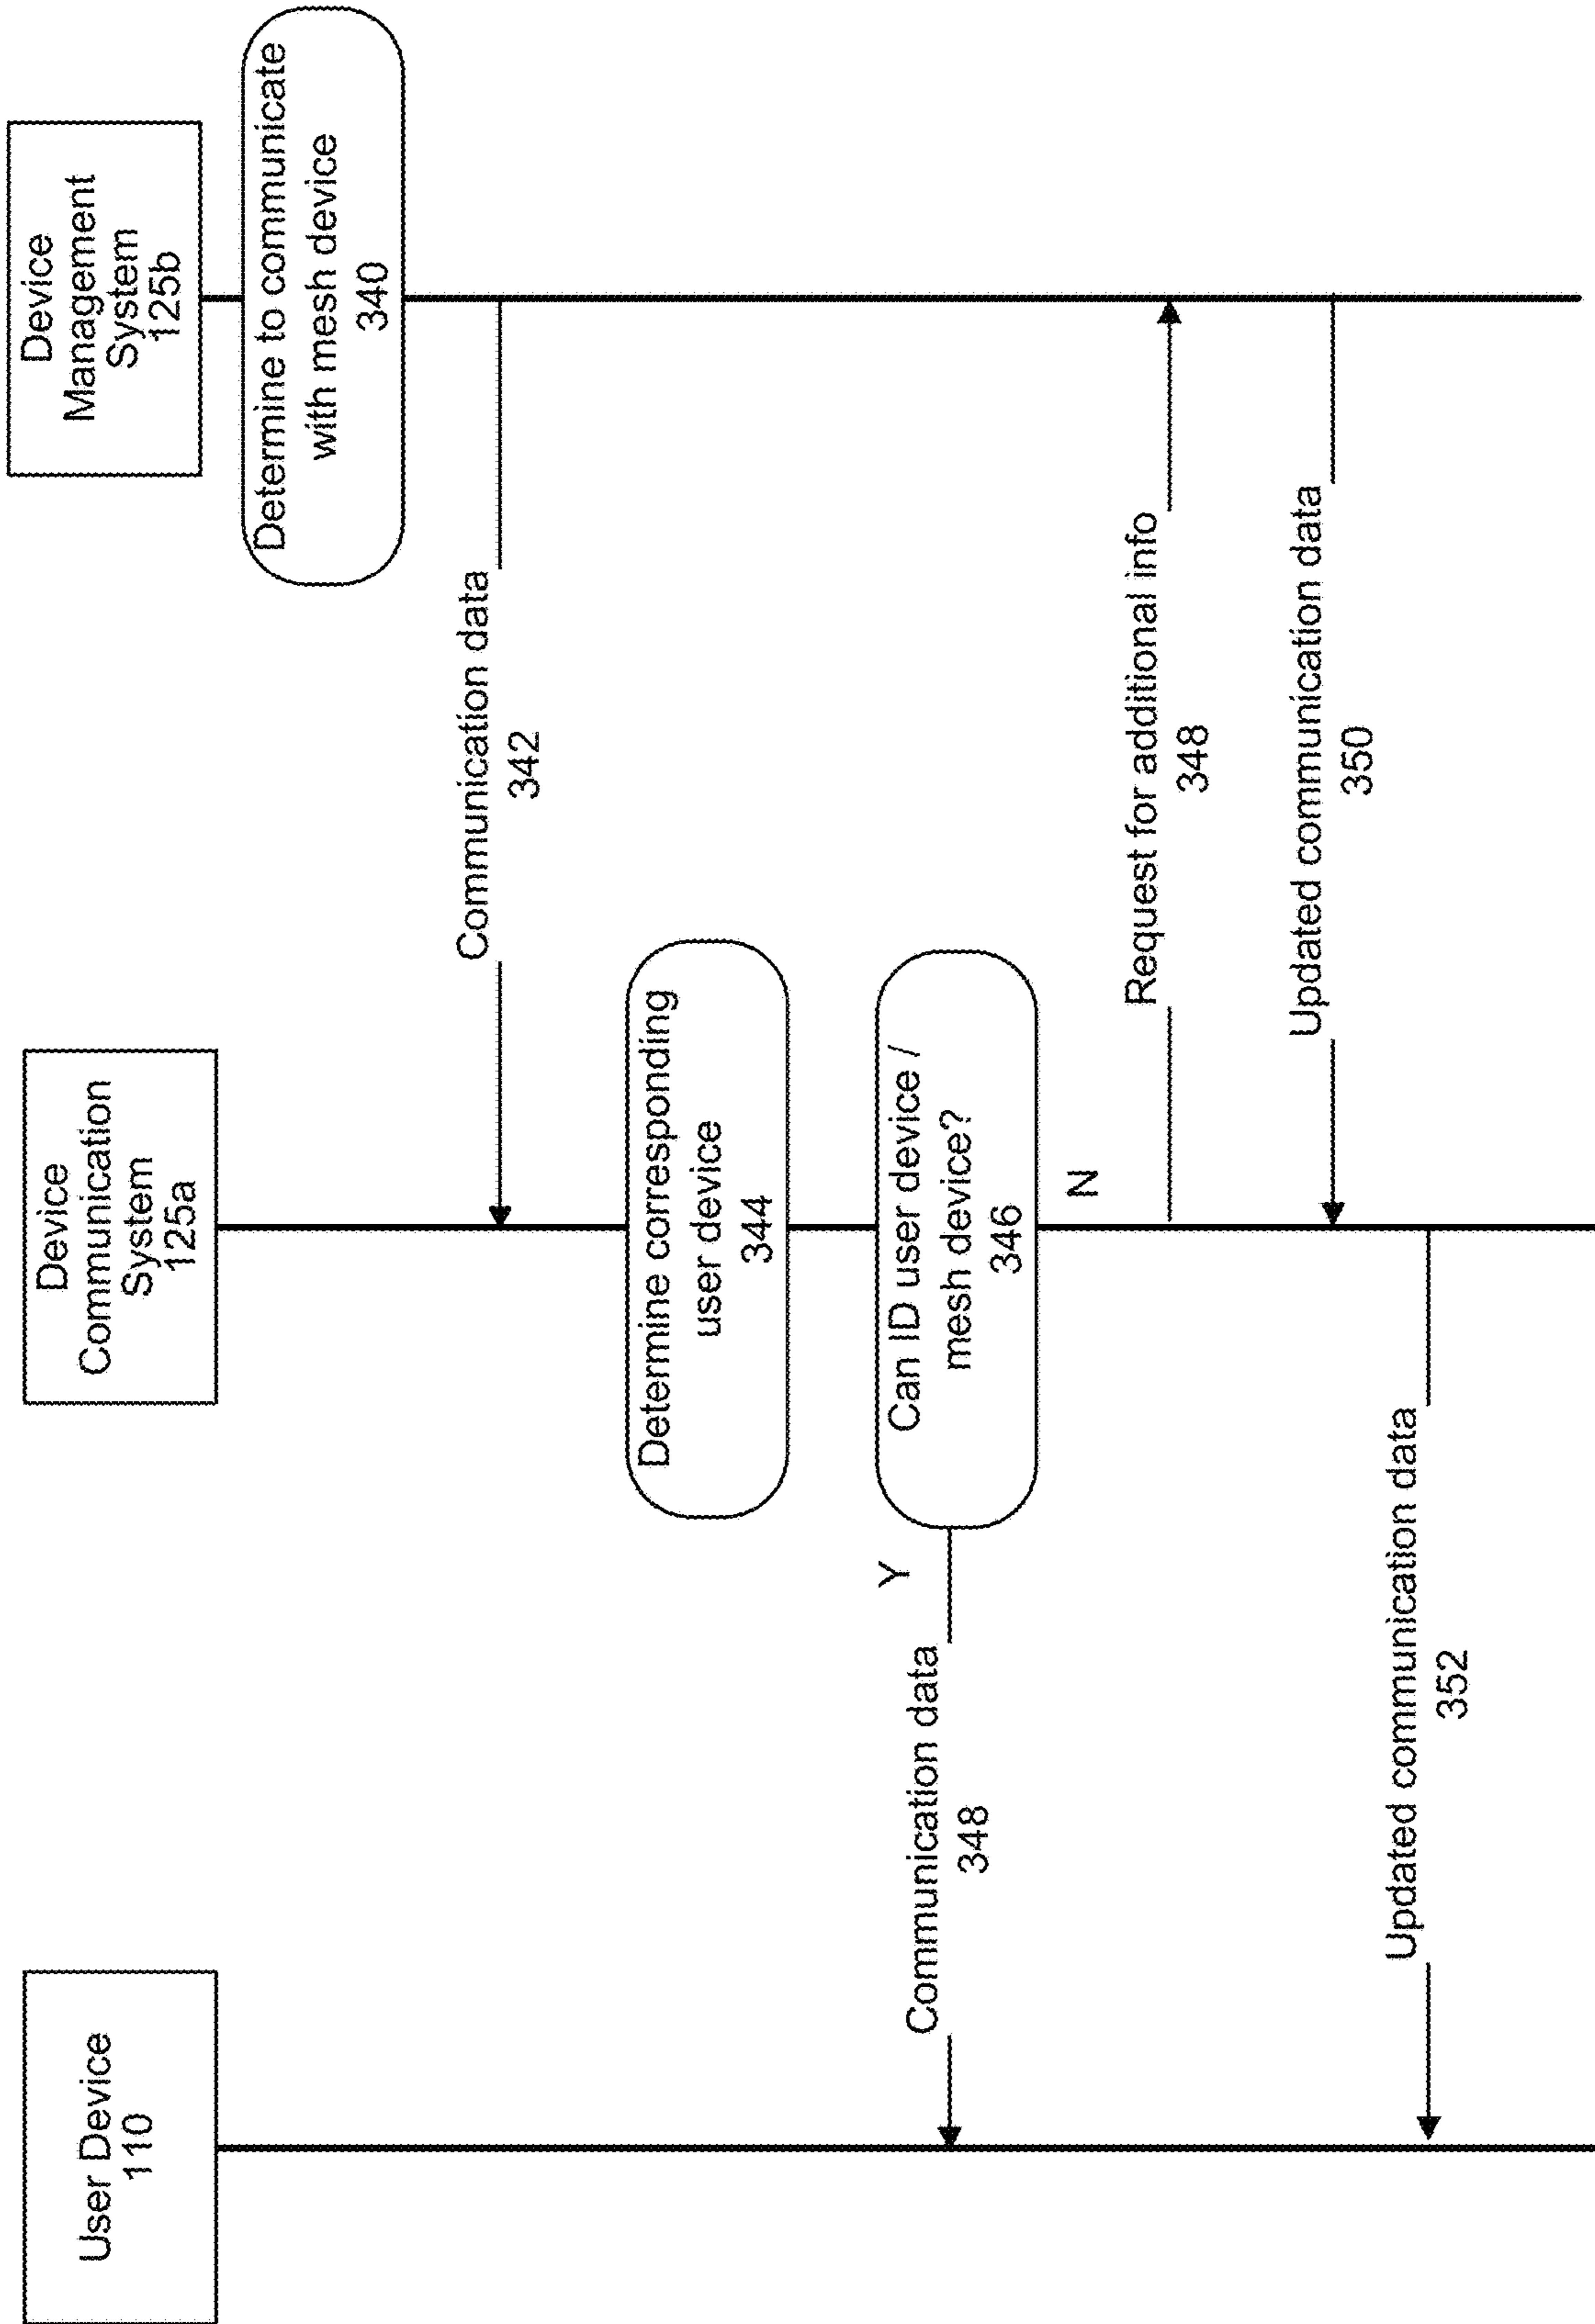 User Device
110
Device
Communication
System
125a
Device
Management
System
125b
Determine to communicate
with mesh device
340
Communication data
342
Determine corresponding
user device
344
Can ID user device /
mesh device?
346
Y
Communication data
348
N
Request for additional info
348
Updated communication data
350
Updated communication data
352